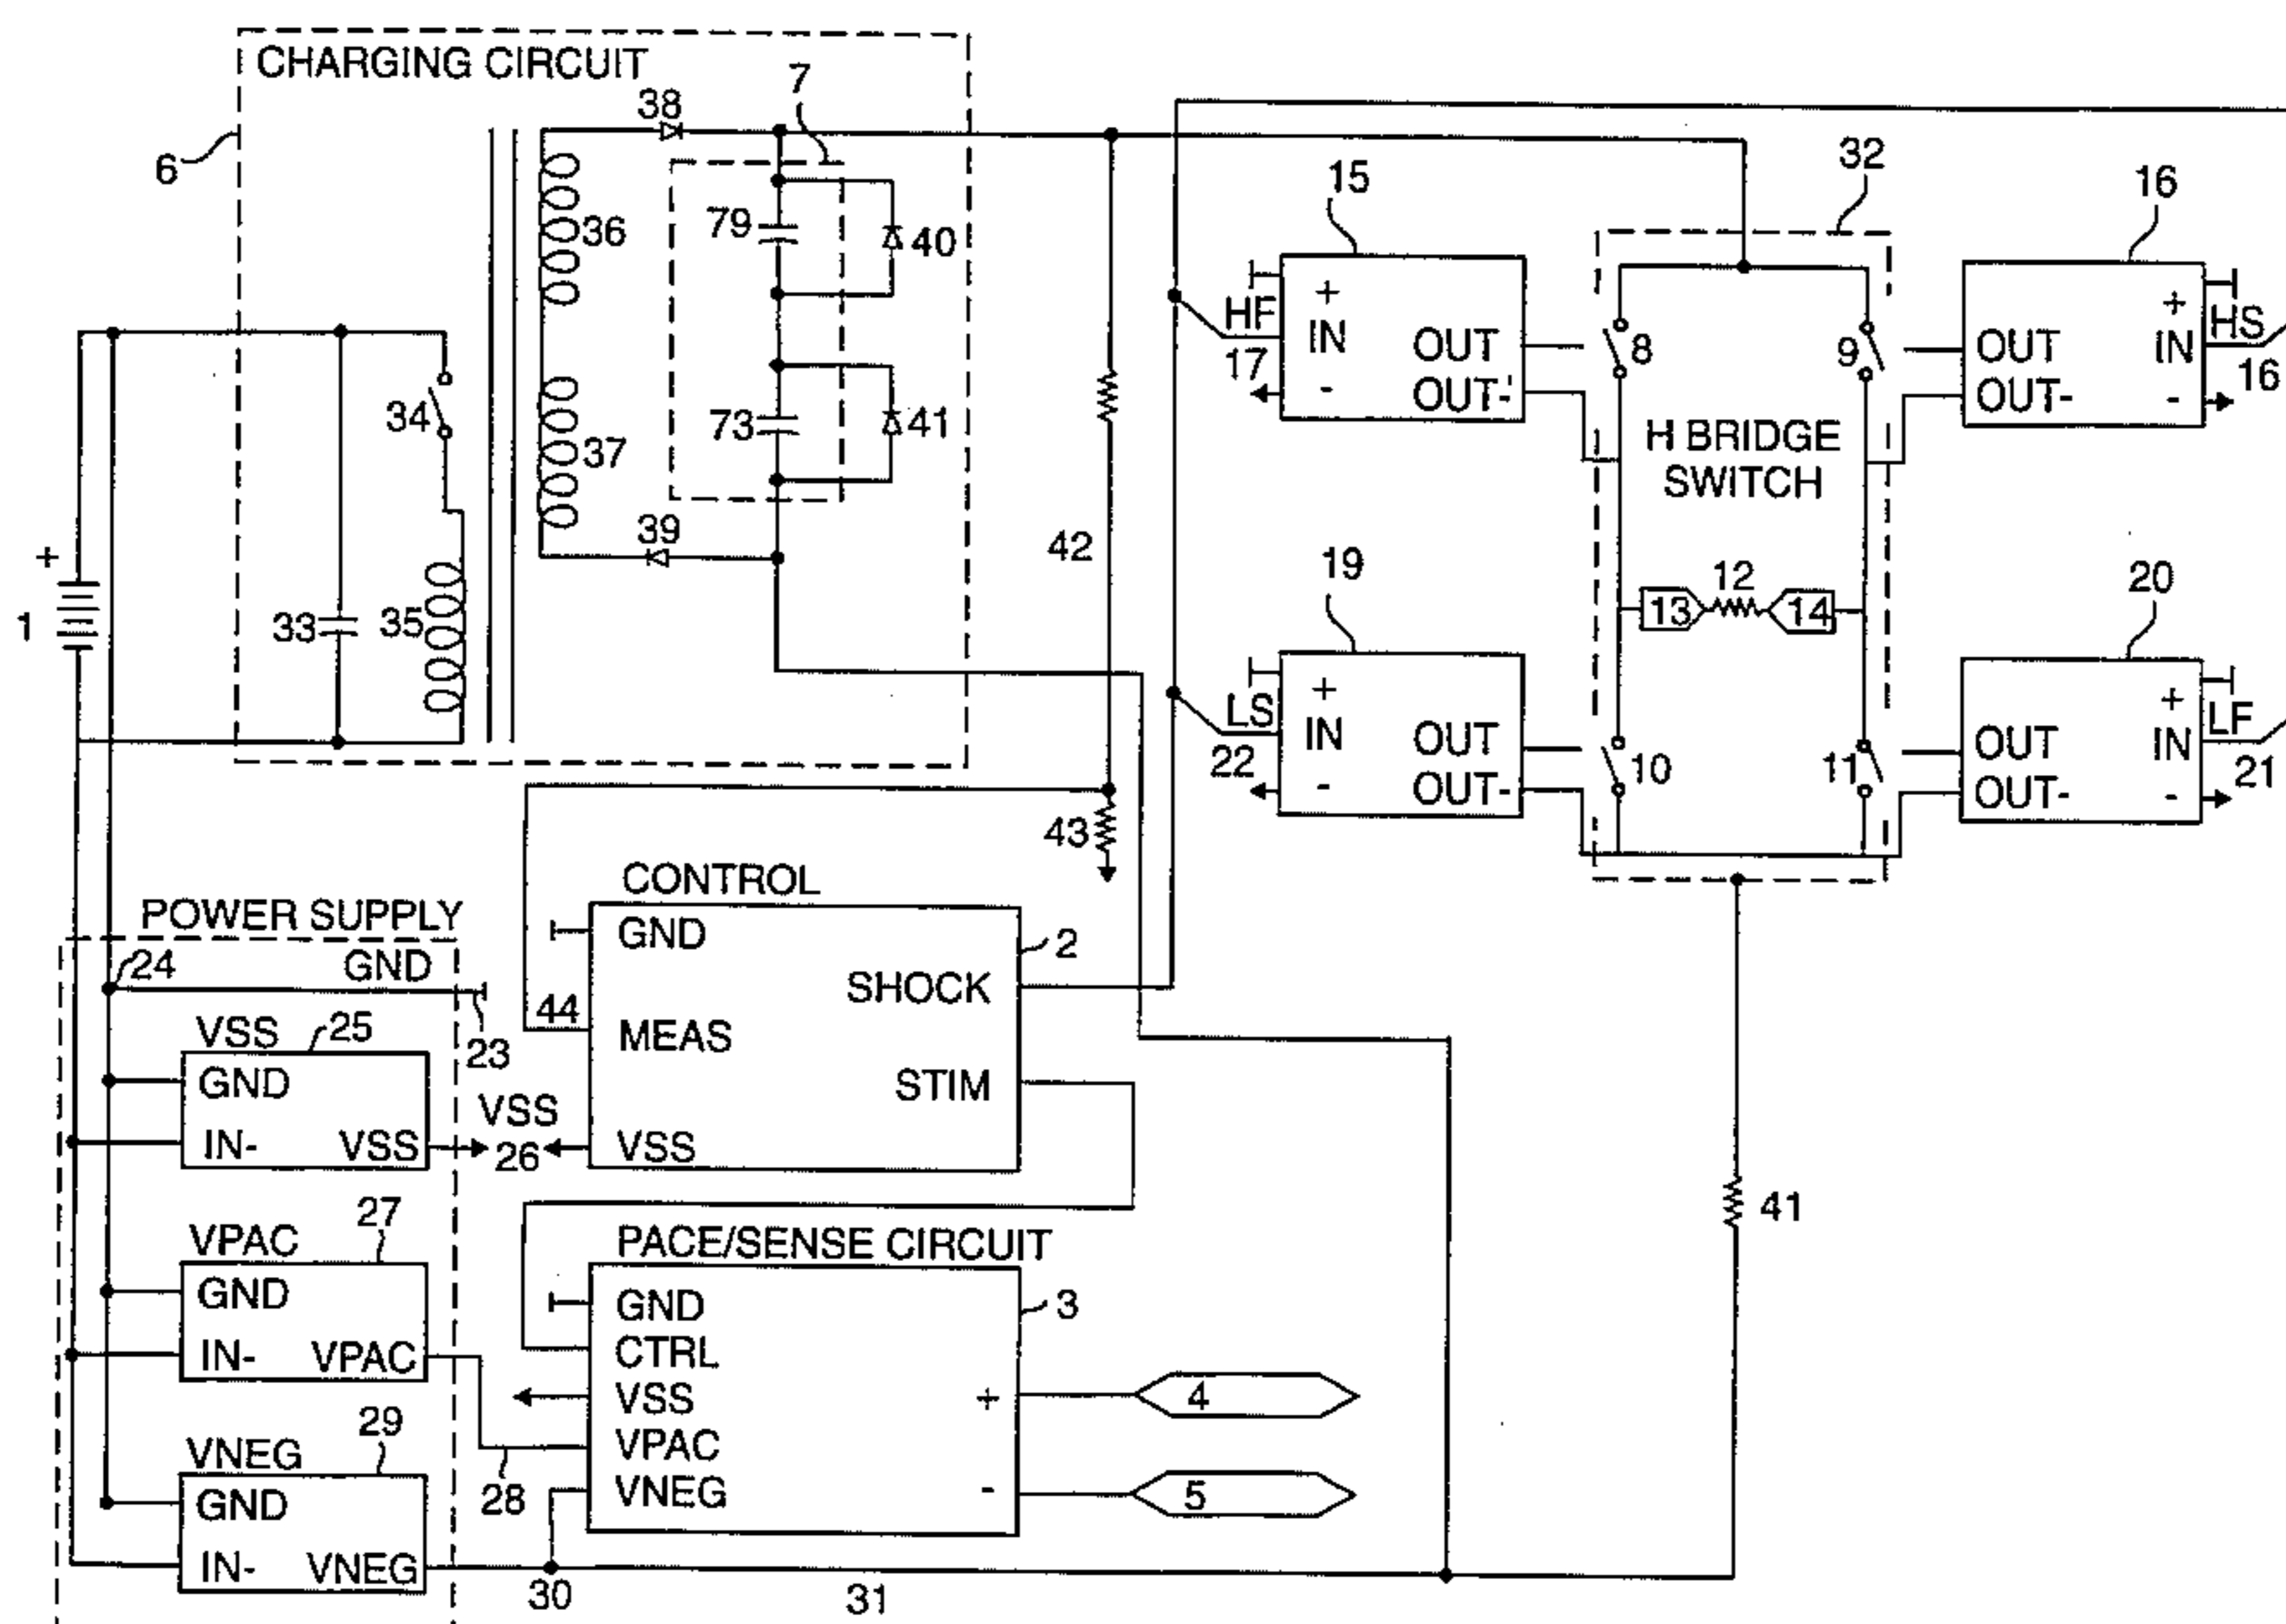 CHARGING CIRCUIT
6
7
38
36
79
40
37
73
41
39
34
33
35
+
1
42
43
15
+
HF
IN
17
OUT
-
OUT-
32
8
9
H BRIDGE
SWITCH
13
12
14
10
11
16
+
HS
OUT
IN
16
OUT-
-
19
+
LS
IN
22
OUT
-
OUT-
20
+
LF
OUT
IN
21
OUT-
-
POWER SUPPLY
24
GND
23
VSS
25
GND
IN-
VSS
VSS
26
VPAC
27
GND
IN-
VPAC
28
VNEG
29
GND
IN-
VNEG
30
31
CONTROL
2
GND
SHOCK
44
MEAS
STIM
VSS
PACE/SENSE CIRCUIT
3
GND
CTRL
VSS
+
4
VPAC
VNEG
-
5
41